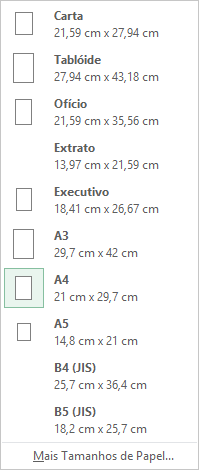 Carta
21,59 cm x 27,94 cm
Tablóide
27,94 cm x 43,18 cm
Ofício
21,59 cm x 35,56 cm
Extrato
13,97 cm x 21,59 cm
Executivo
18,41 cm x 26,67 cm
A3
29,7 cm x 42 cm
A4
21 cm x 29,7 cm
A5
14,8 cm x 21 cm
B4 (JIS)
25,7 cm x 36,4 cm
B5 (JIS)
18,2 cm x 25,7 cm
Mais Tamanhos de Papel...